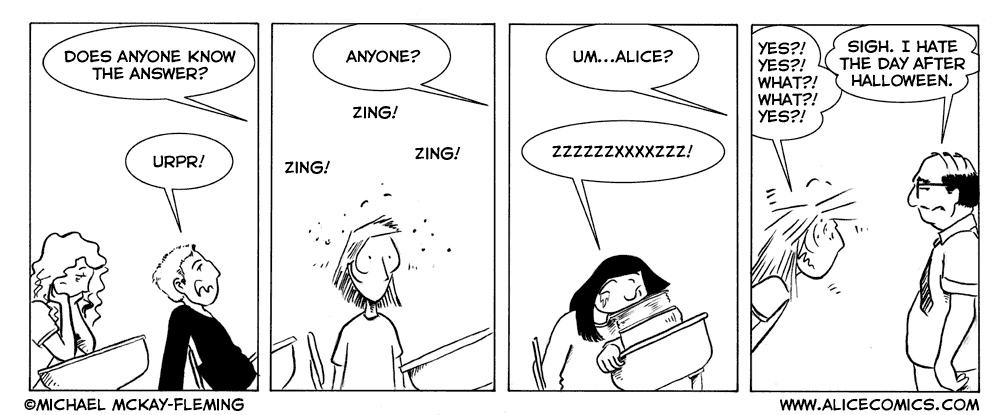 DOES ANYONE KNOW
THE ANSWER?
URPR!
ANYONE?
ZING!
ZING!
ZING!
UM...ALICE?
ZZZZZZXXXXZZZ!
YES?!
YES?!
WHAT?!
WHAT?!
YES?!
SIGH. I HATE
THE DAY AFTER
HALLOWEEN.
©MICHAEL MCKAY-FLEMING
WWW.ALICECOMICS.COM